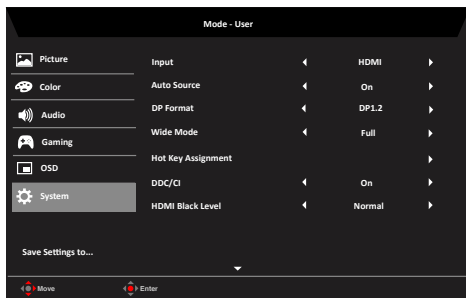 Mode - User
Picture
Color
Audio
Gaming
OSD
System
Input HDMI
Auto Source On
DP Format DP1.2
Wide Mode Full
Hot Key Assignment
DDC/CI On
HDMI Black Level Normal
Save Settings to...
Move Enter